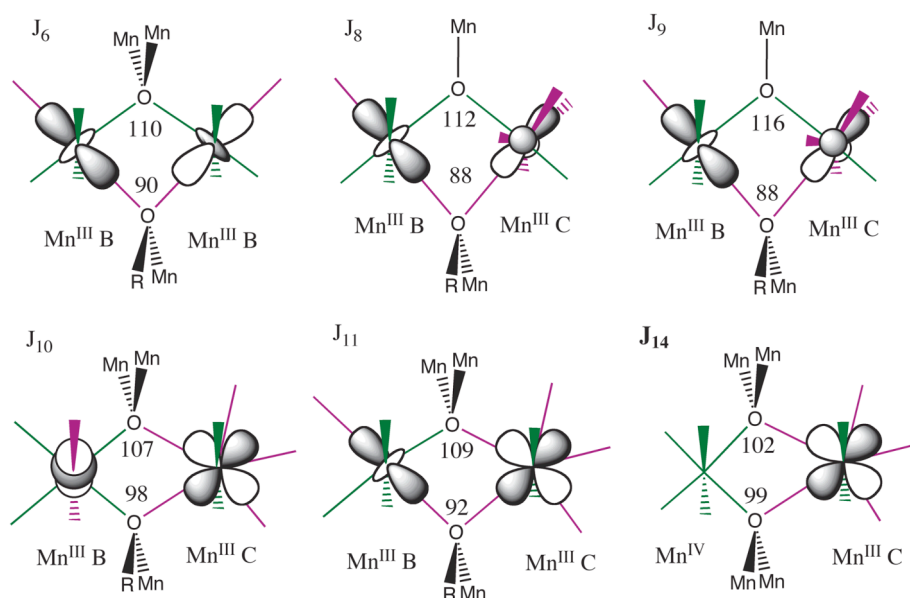 J₆
Mn Mn
O
110
90
O
Mn^III B Mn^III B
R Mn
J₈
Mn
O
112
88
O
Mn^III B Mn^III C
R Mn
J₉
Mn
O
116
88
O
Mn^III B Mn^III C
R Mn
J₁₀
Mn Mn
O
107
98
O
Mn^III B Mn^III C
R Mn
J₁₁
Mn Mn
O
109
92
O
Mn^III B Mn^III C
R Mn
J₁₄
Mn Mn
O
102
99
O
Mn^IV Mn^III C
Mn Mn